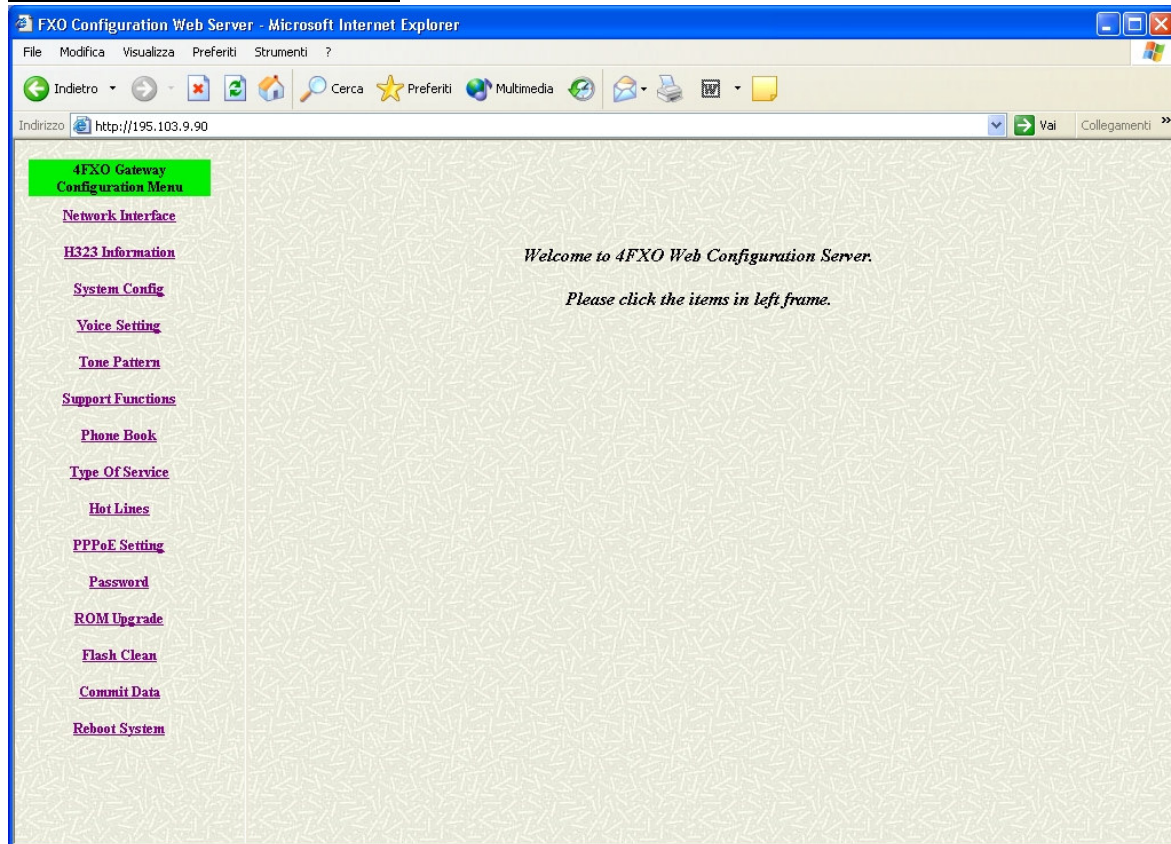 FXO Configuration Web Server - Microsoft Internet Explorer
File Modifica Visualizza Preferiti Strumenti ?
Indietro Cerca Preferiti Multimedia
Indirizzo http://195.103.9.90 Vai Collegamenti »
4FXO Gateway
Configuration Menu
Network Interface
H323 Information
System Config
Voice Setting
Tone Pattern
Support Functions
Phone Book
Type Of Service
Hot Lines
PPPoE Setting
Password
ROM Upgrade
Flash Clean
Commit Data
Reboot System
Welcome to 4FXO Web Configuration Server.
Please click the items in left frame.